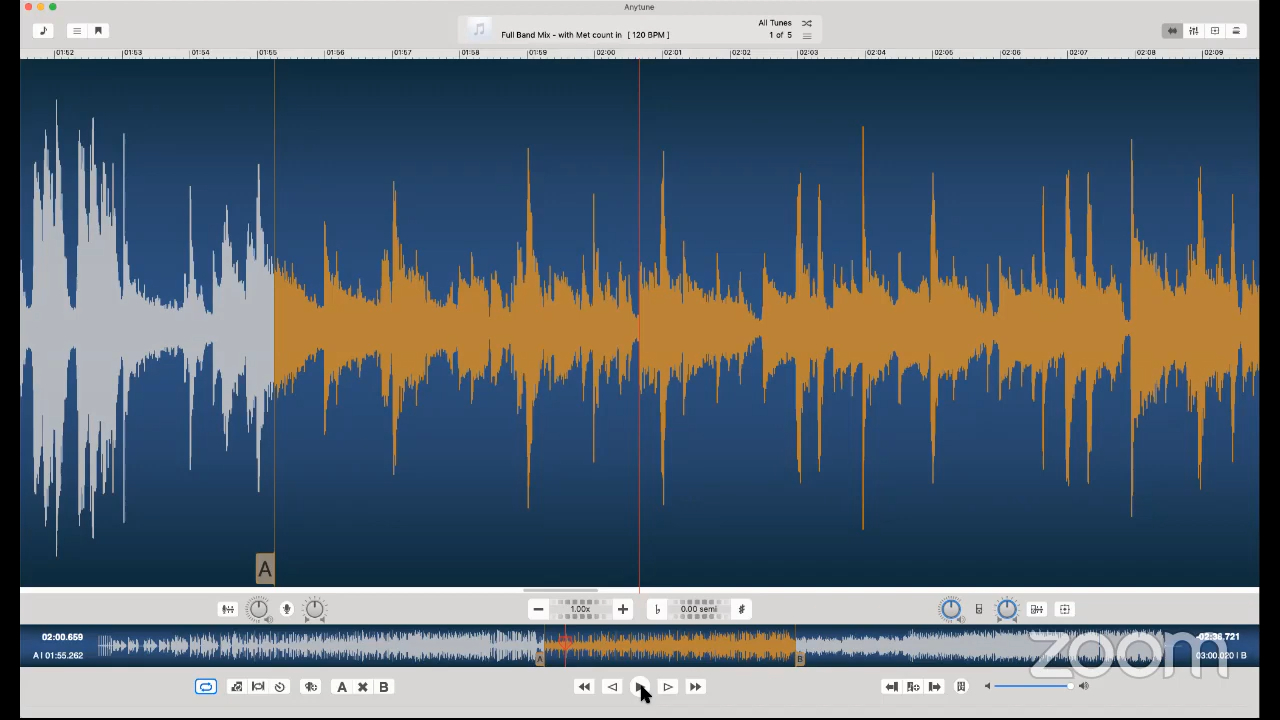 Anytune
All Tunes
Full Band Mix - with Met count in [ 120 BPM ]
1 of 5
01:52 01:53 01:54 01:55 01:56 01:57 01:58 01:59 02:00 02:01 02:02 02:03 02:04 02:05 02:06 02:07 02:08 02:09
A
1.00x
♭ 0.00 semi ♯
02:00.659
-02:36.721
A | 01:55.262
03:00.020 | B
A
B
zoom
A
B